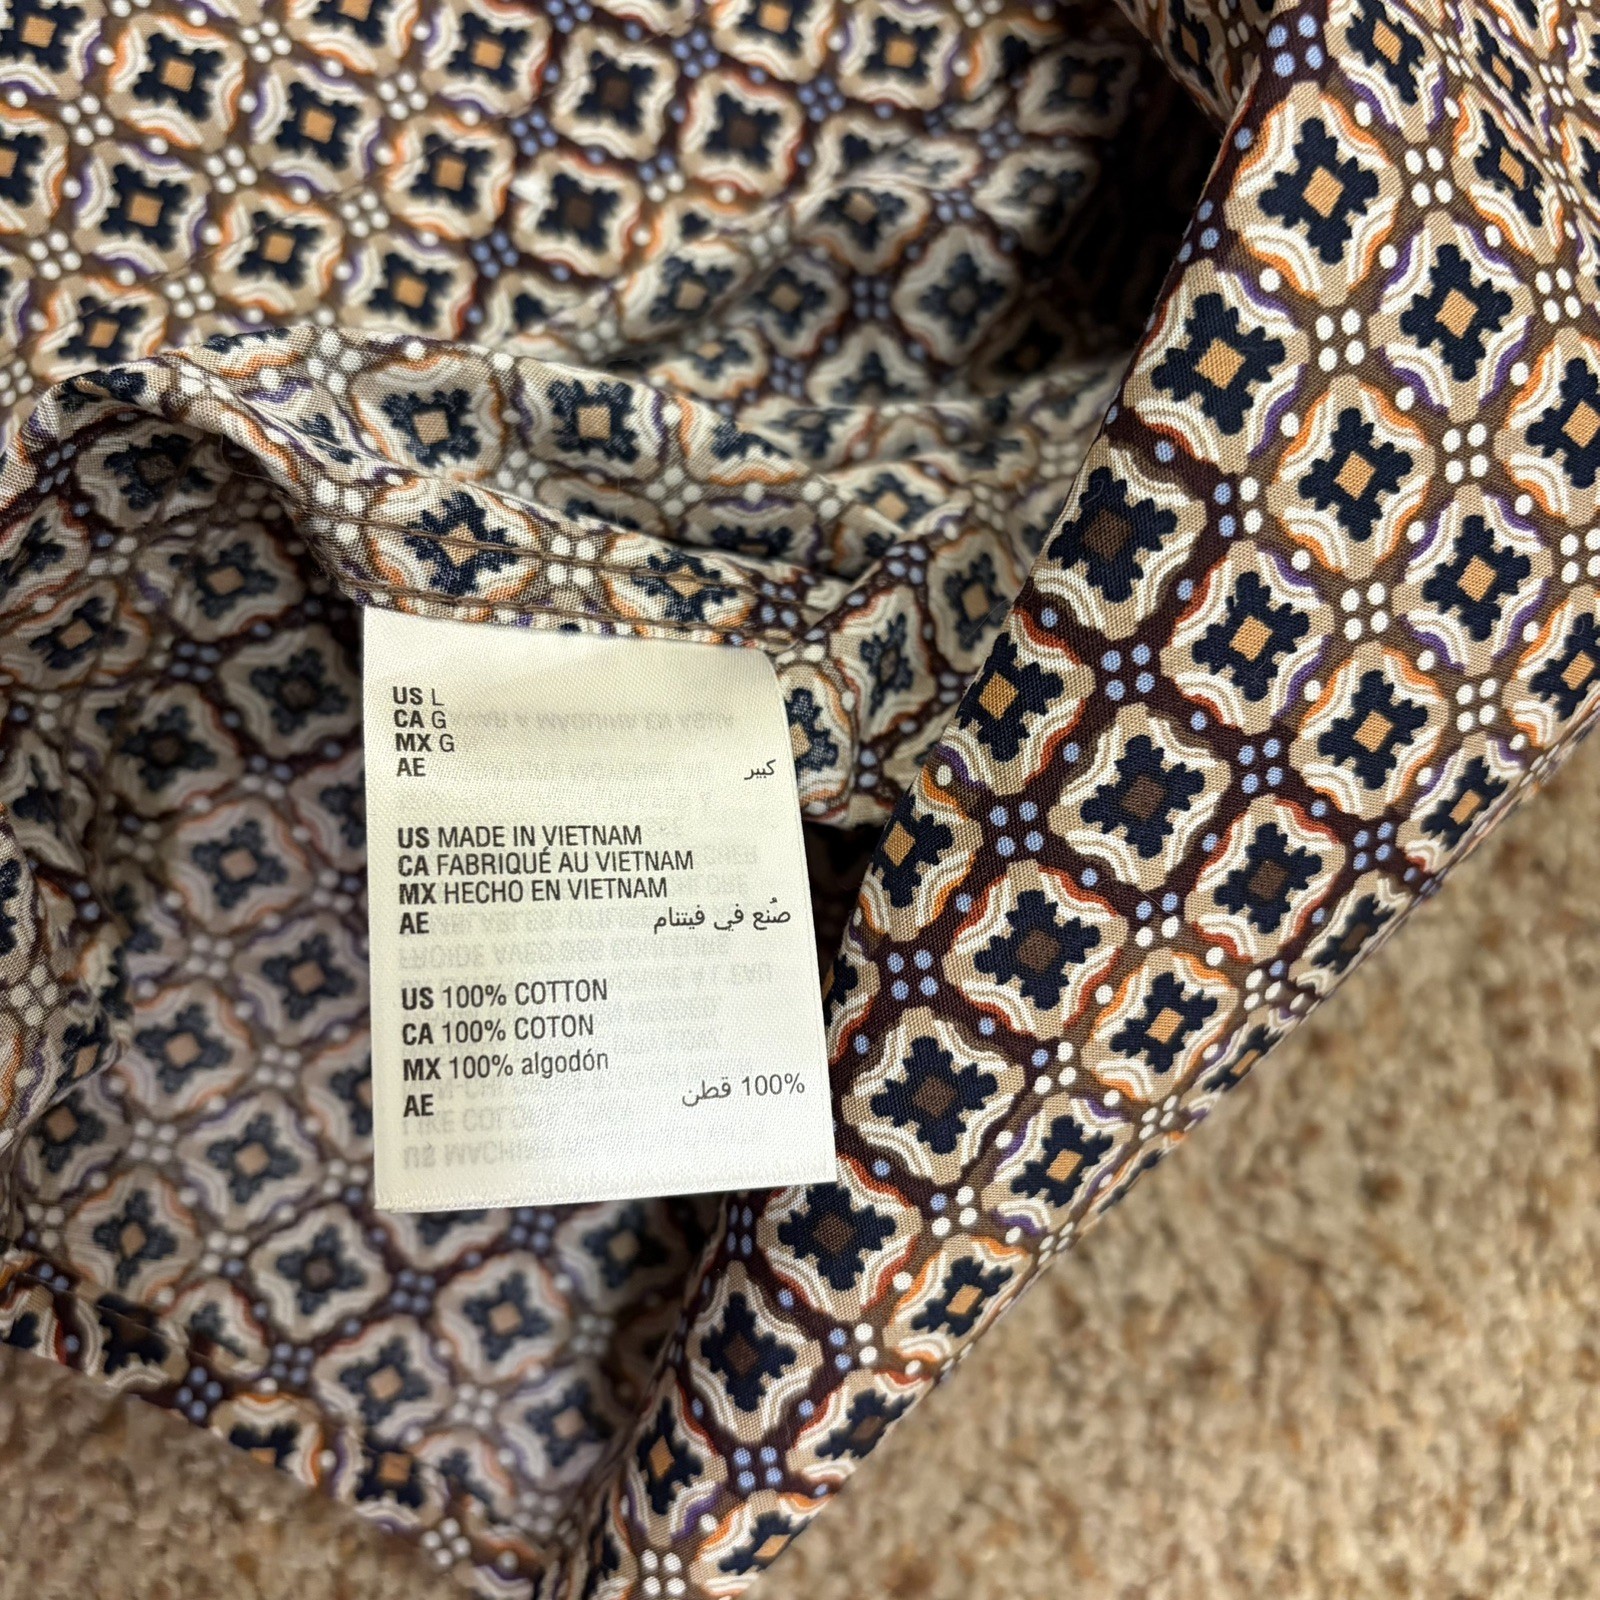 US L
CA G
MX G
AE كبير
US MADE IN VIETNAM
CA FABRIQUÉ AU VIETNAM
MX HECHO EN VIETNAM
AE صُنع في فيتنام
US 100% COTTON
CA 100% COTON
MX 100% algodón
AE 100% قطن